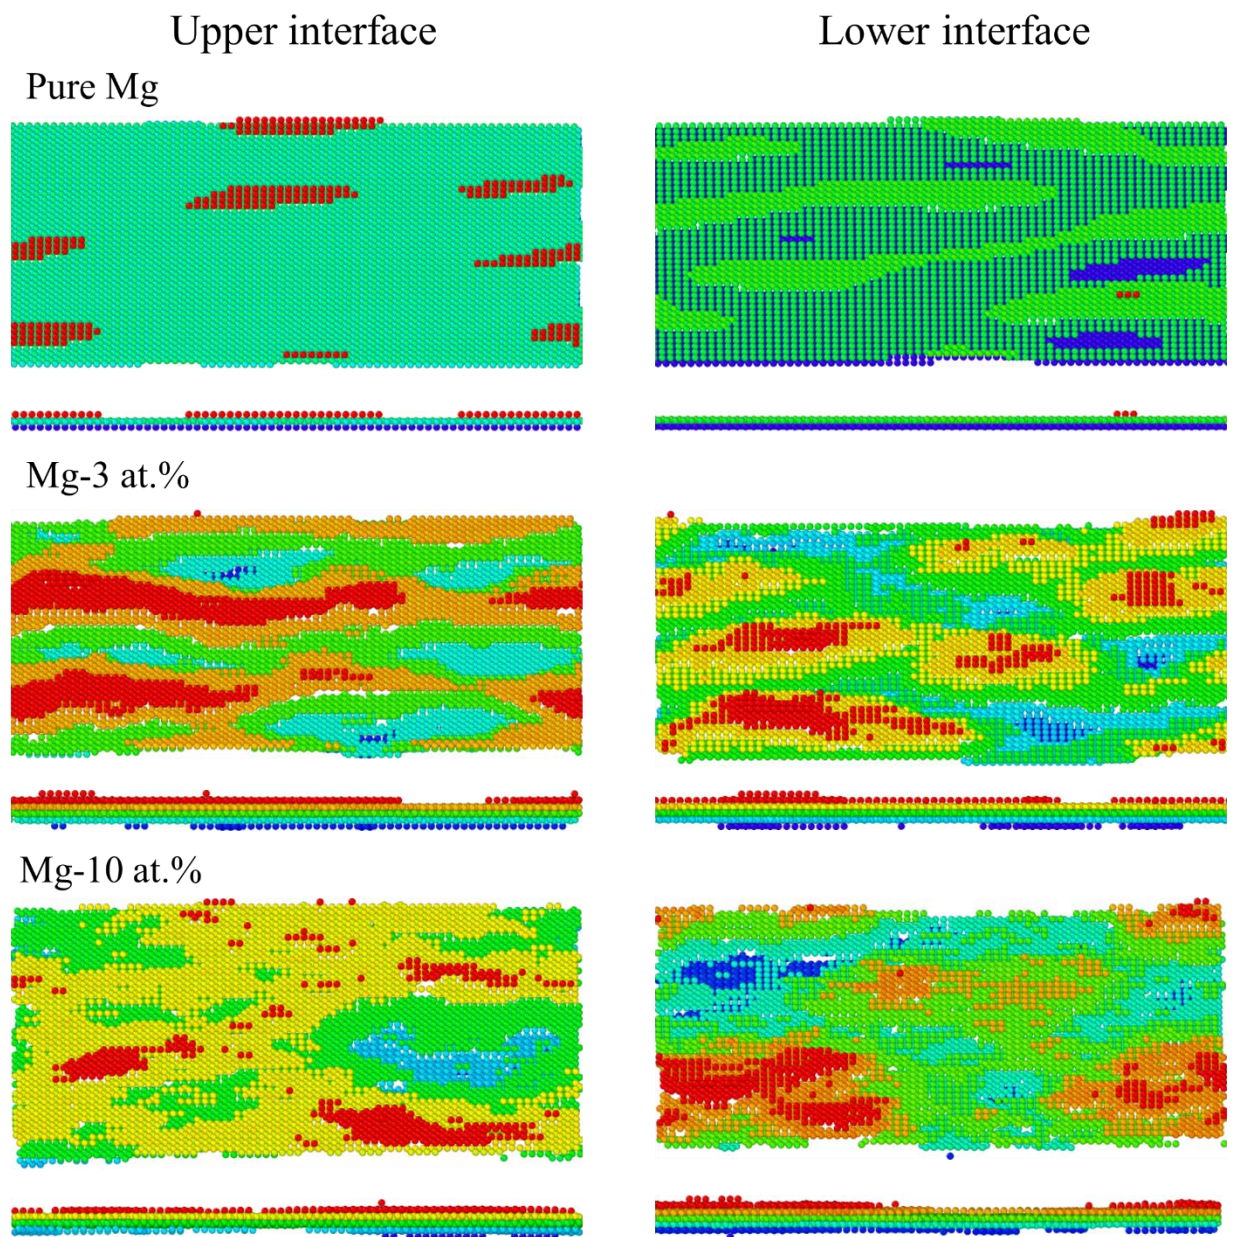 Upper interface
Lower interface
Pure Mg
Mg-3 at.%
Mg-10 at.%